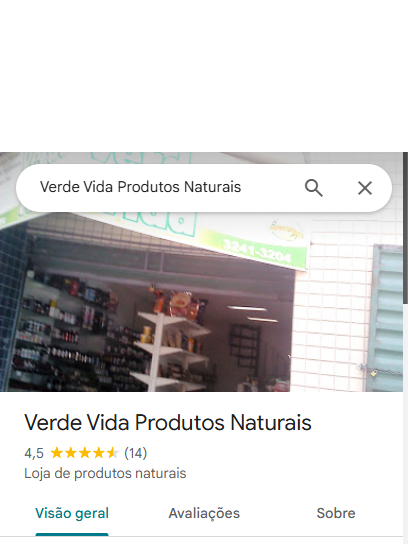 Verde Vida Produtos Naturais
3241-3204
Verde Vida Produtos Naturais
4,5 (14)
Loja de produtos naturais
Visão geral Avaliações Sobre